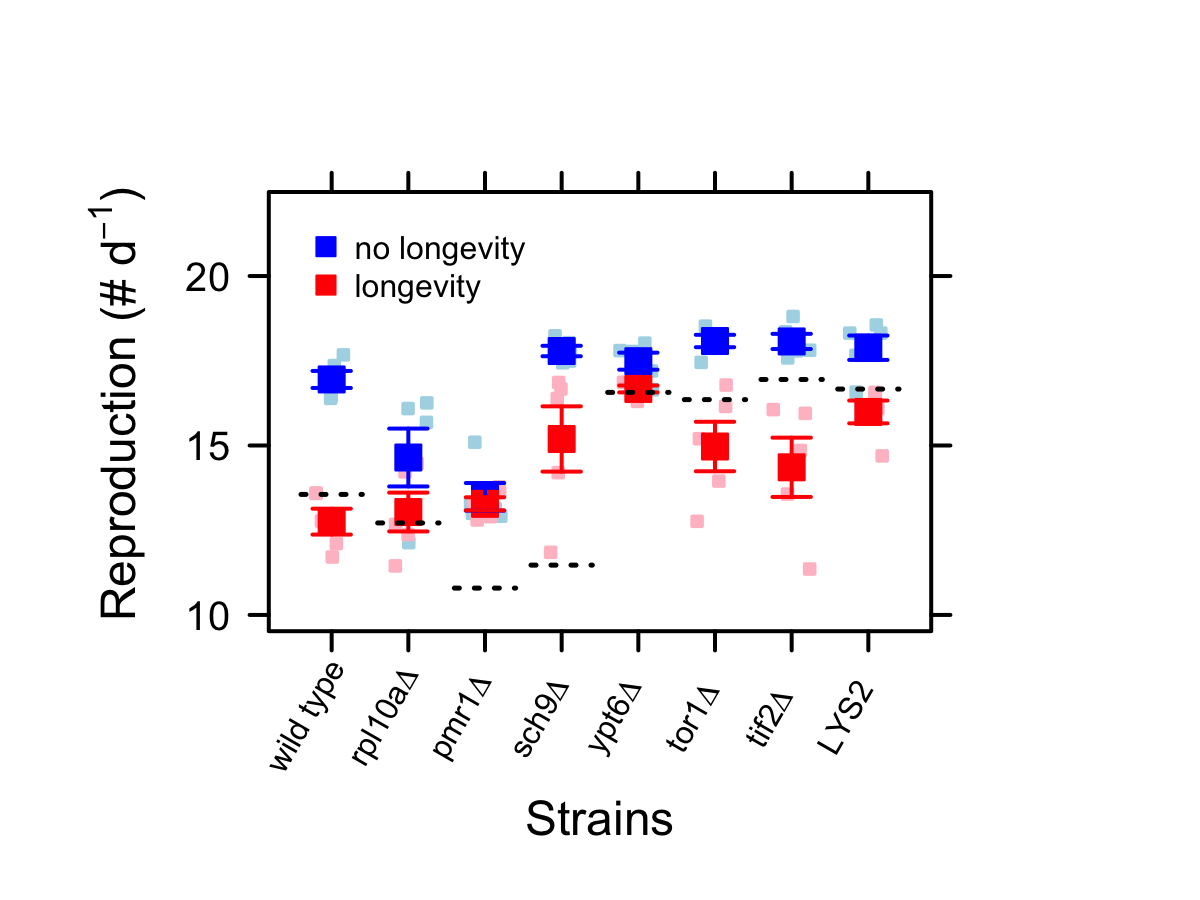 no longevity
longevity
Reproduction (# d⁻¹)
20
15
10
wild type
rpl10aΔ
pmr1Δ
sch9Δ
ypt6Δ
tor1Δ
tif2Δ
LYS2
Strains